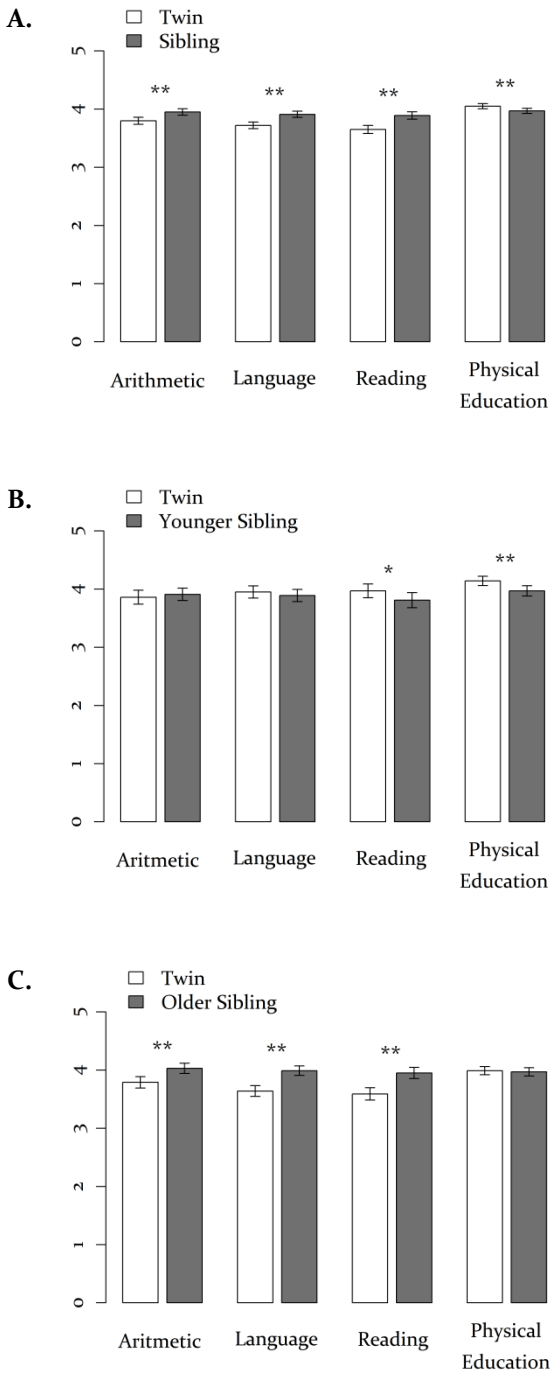 A.
Twin
Sibling
5
4
3
2
1
0
** ** ** **
Arithmetic Language Reading Physical
Education
B.
Twin
Younger Sibling
5
4
3
2
1
0
* **
Aritmetic Language Reading Physical
Education
C.
Twin
Older Sibling
5
4
3
2
1
0
** ** **
Aritmetic Language Reading Physical
Education